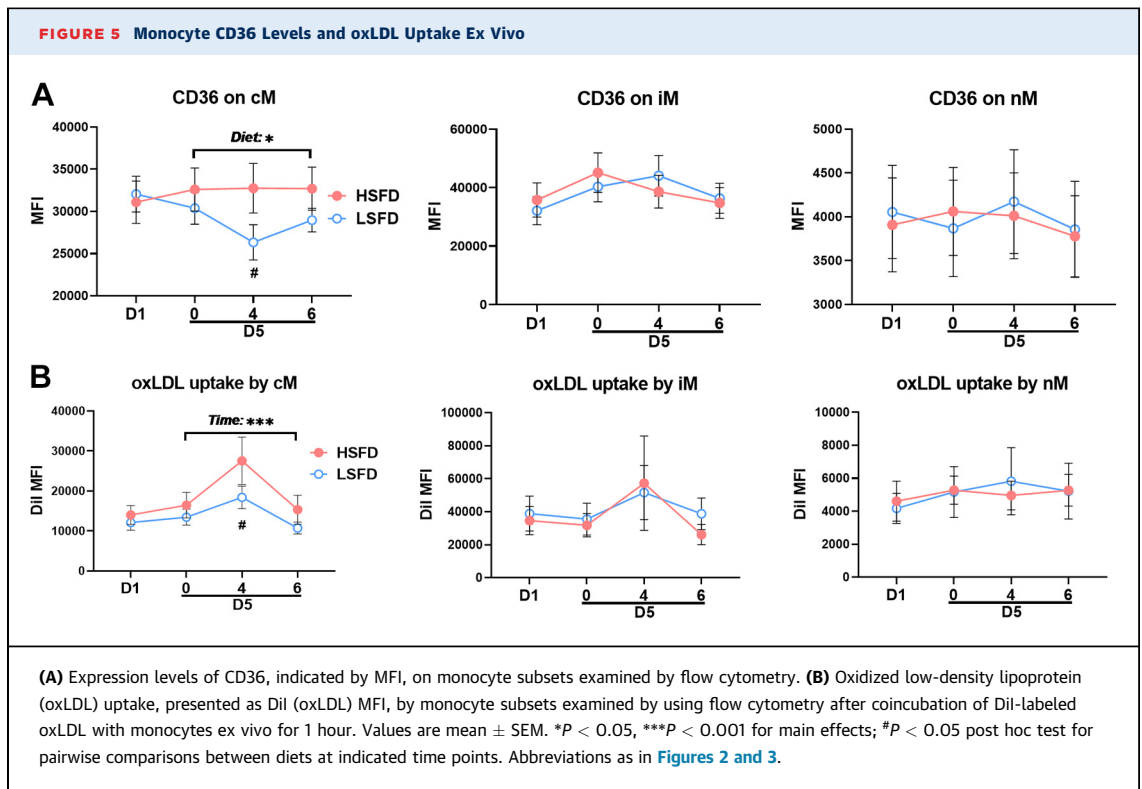 FIGURE 5 Monocyte CD36 Levels and oxLDL Uptake Ex Vivo
A
CD36 on cM
40000
35000
30000
25000
20000
MFI
Diet: *
#
HSFD
LSFD
D1
0
4
6
D5
CD36 on iM
60000
40000
20000
0
MFI
D1
0
4
6
D5
CD36 on nM
5000
4500
4000
3500
3000
MFI
D1
0
4
6
D5
B
oxLDL uptake by cM
40000
30000
20000
10000
0
Dil MFI
Time: ***
#
HSFD
LSFD
D1
0
4
6
D5
oxLDL uptake by iM
100000
80000
60000
40000
20000
0
Dil MFI
D1
0
4
6
D5
oxLDL uptake by nM
10000
8000
6000
4000
2000
0
Dil MFI
D1
0
4
6
D5
(A) Expression levels of CD36, indicated by MFI, on monocyte subsets examined by flow cytometry. (B) Oxidized low-density lipoprotein
(oxLDL) uptake, presented as Dil (oxLDL) MFI, by monocyte subsets examined by using flow cytometry after coincubation of Dil-labeled
oxLDL with monocytes ex vivo for 1 hour. Values are mean ± SEM. *P < 0.05, ***P < 0.001 for main effects; #P < 0.05 post hoc test for
pairwise comparisons between diets at indicated time points. Abbreviations as in Figures 2 and 3.